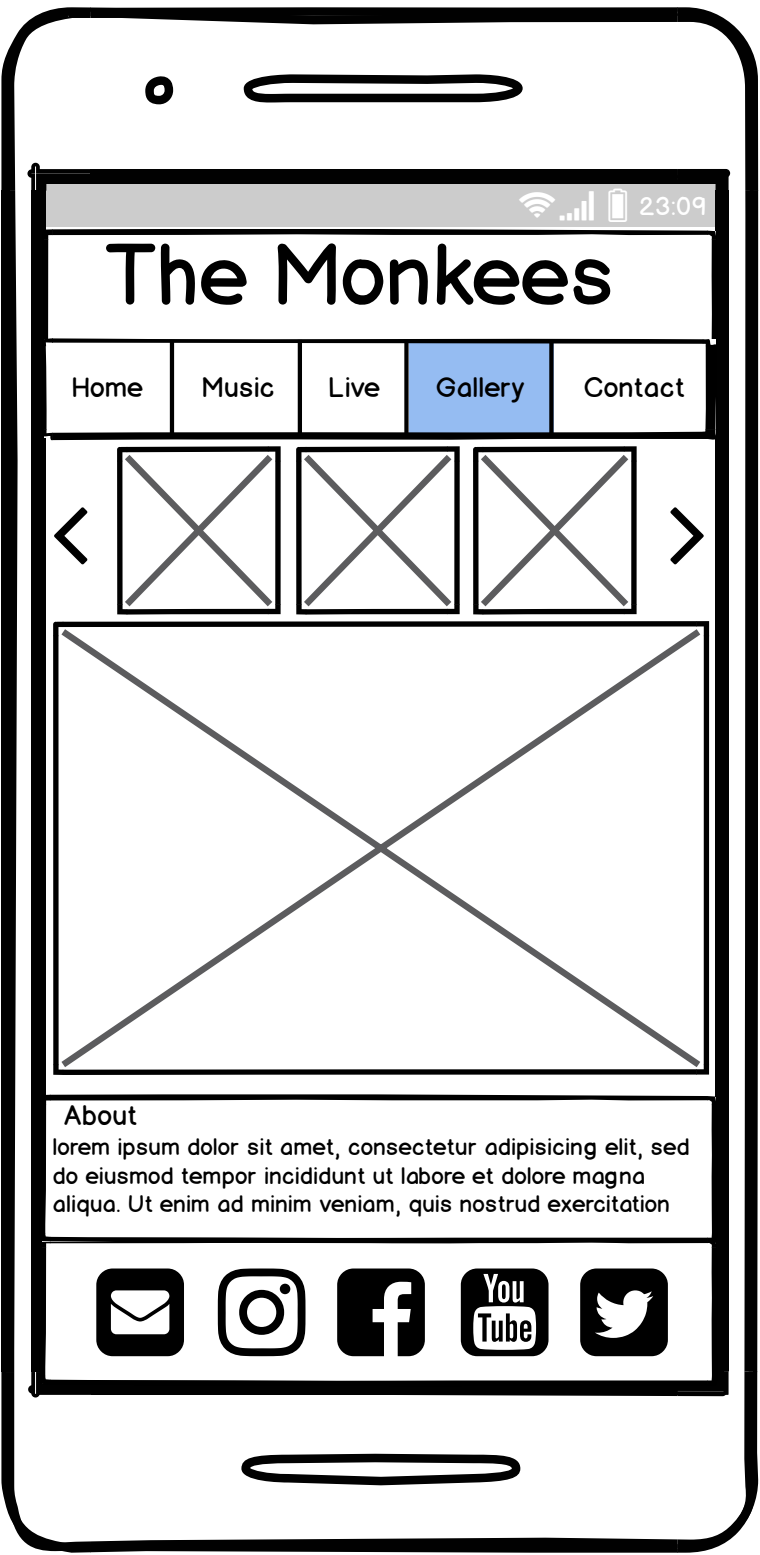 23:09
The Monkees
Home Music Live Gallery Contact
About
lorem ipsum dolor sit amet, consectetur adipisicing elit, sed
do eiusmod tempor incididunt ut labore et dolore magna
aliqua. Ut enim ad minim veniam, quis nostrud exercitation
You
Tube